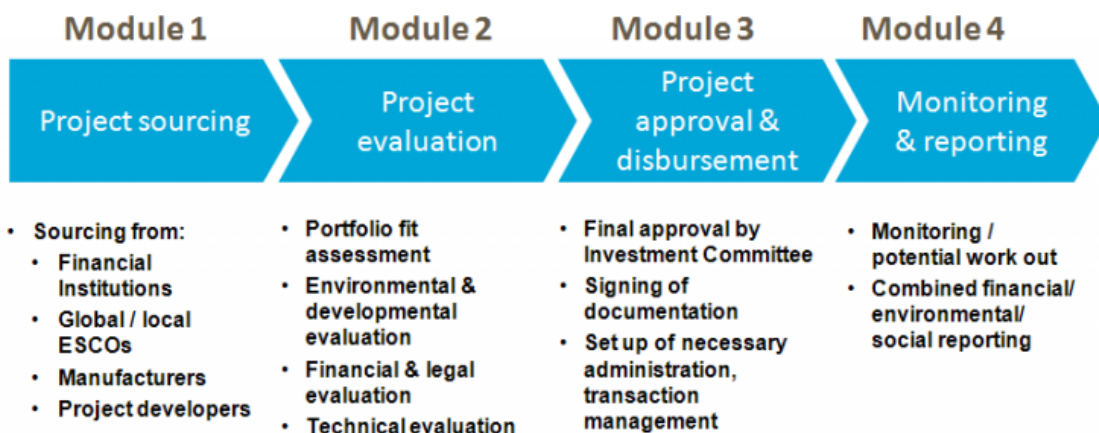 Module 1
Module 2
Module 3
Module 4
Project sourcing
Project
evaluation
Project
approval &
disbursement
Monitoring
& reporting
• Sourcing from:
• Financial
Institutions
• Global / local
ESCOs
• Manufacturers
• Project developers
• Portfolio fit
assessment
• Environmental &
developmental
evaluation
• Financial & legal
evaluation
• Technical evaluation
• Final approval by
Investment Committee
• Signing of
documentation
• Set up of necessary
administration,
transaction
management
• Monitoring /
potential work out
• Combined financial/
environmental/
social reporting